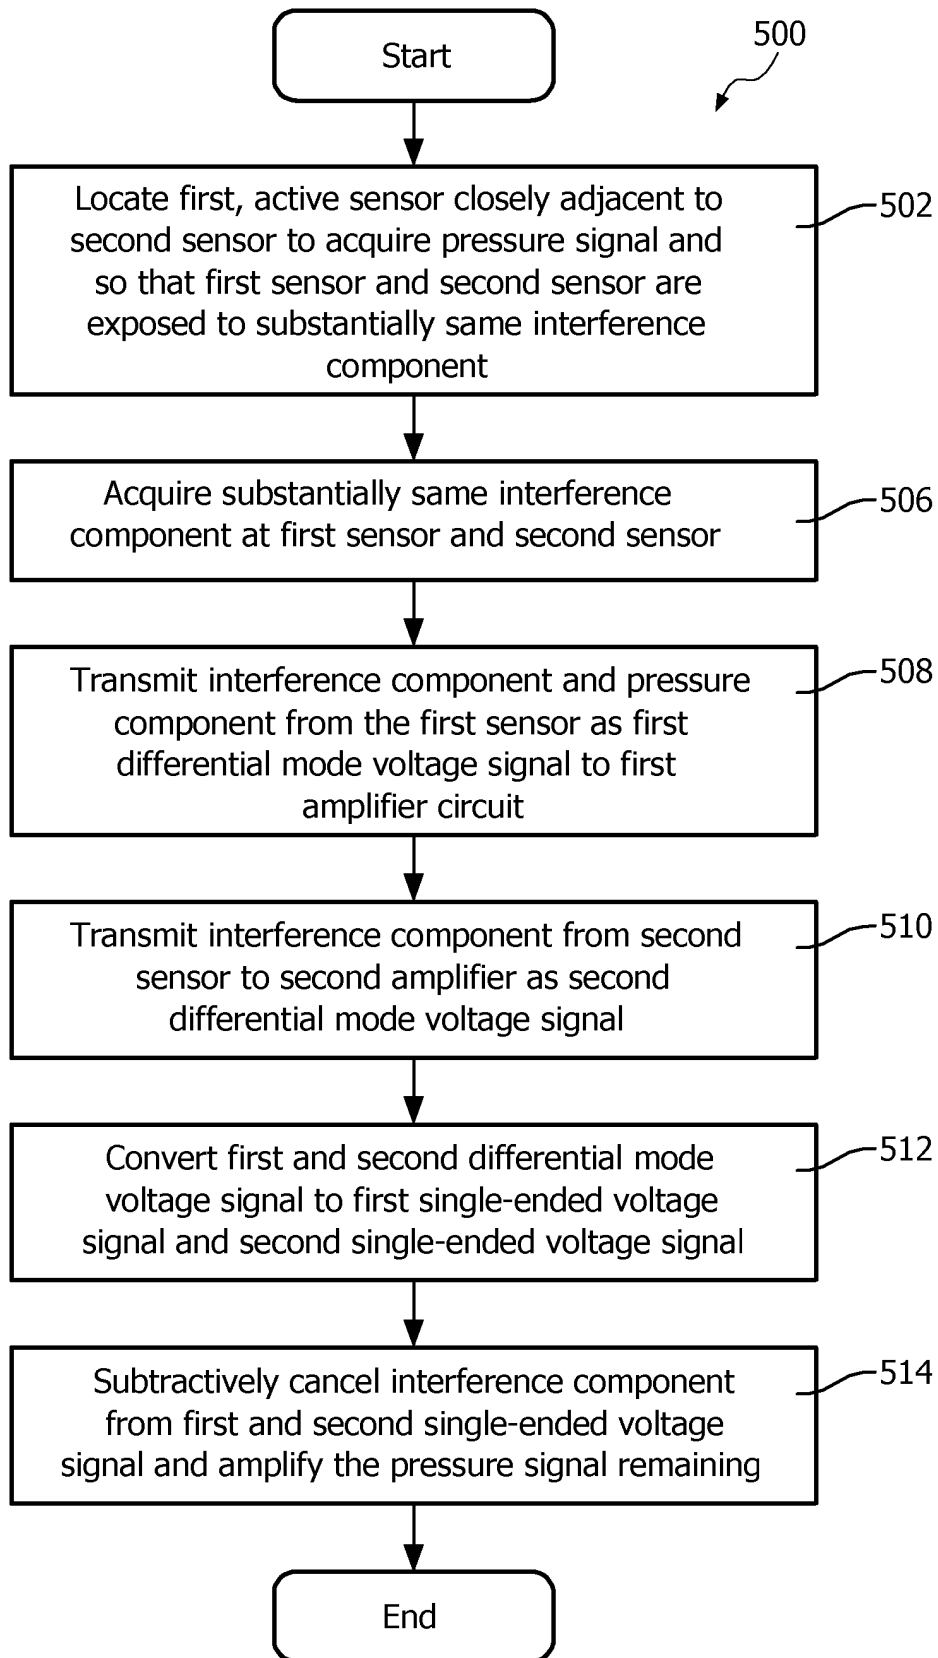 Start
500
Locate first, active sensor closely adjacent to
second sensor to acquire pressure signal and
so that first sensor and second sensor are
exposed to substantially same interference
component
502
Acquire substantially same interference
component at first sensor and second sensor
506
Transmit interference component and pressure
component from the first sensor as first
differential mode voltage signal to first
amplifier circuit
508
Transmit interference component from second
sensor to second amplifier as second
differential mode voltage signal
510
Convert first and second differential mode
voltage signal to first single-ended voltage
signal and second single-ended voltage signal
512
Subtractively cancel interference component
from first and second single-ended voltage
signal and amplify the pressure signal remaining
514
End